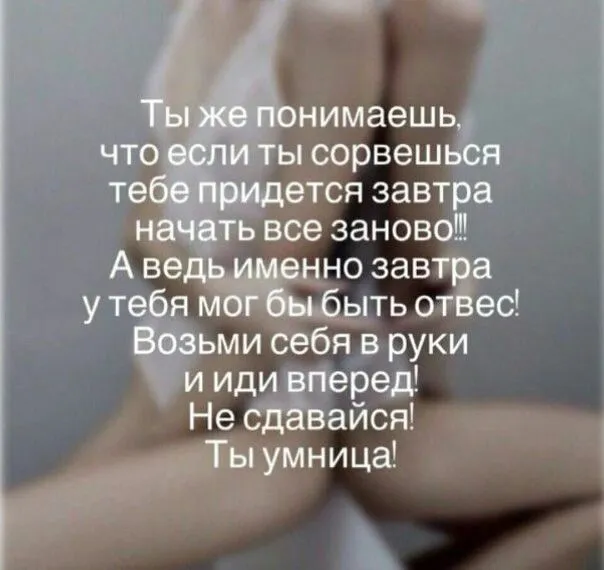 Ты же понимаешь,
что если ты сорвешься
тебе придется завтра
начать все заново!!!
А ведь именно завтра
у тебя мог бы быть отвес!
Возьми себя в руки
и иди вперед!
Не сдавайся!
Ты умница!